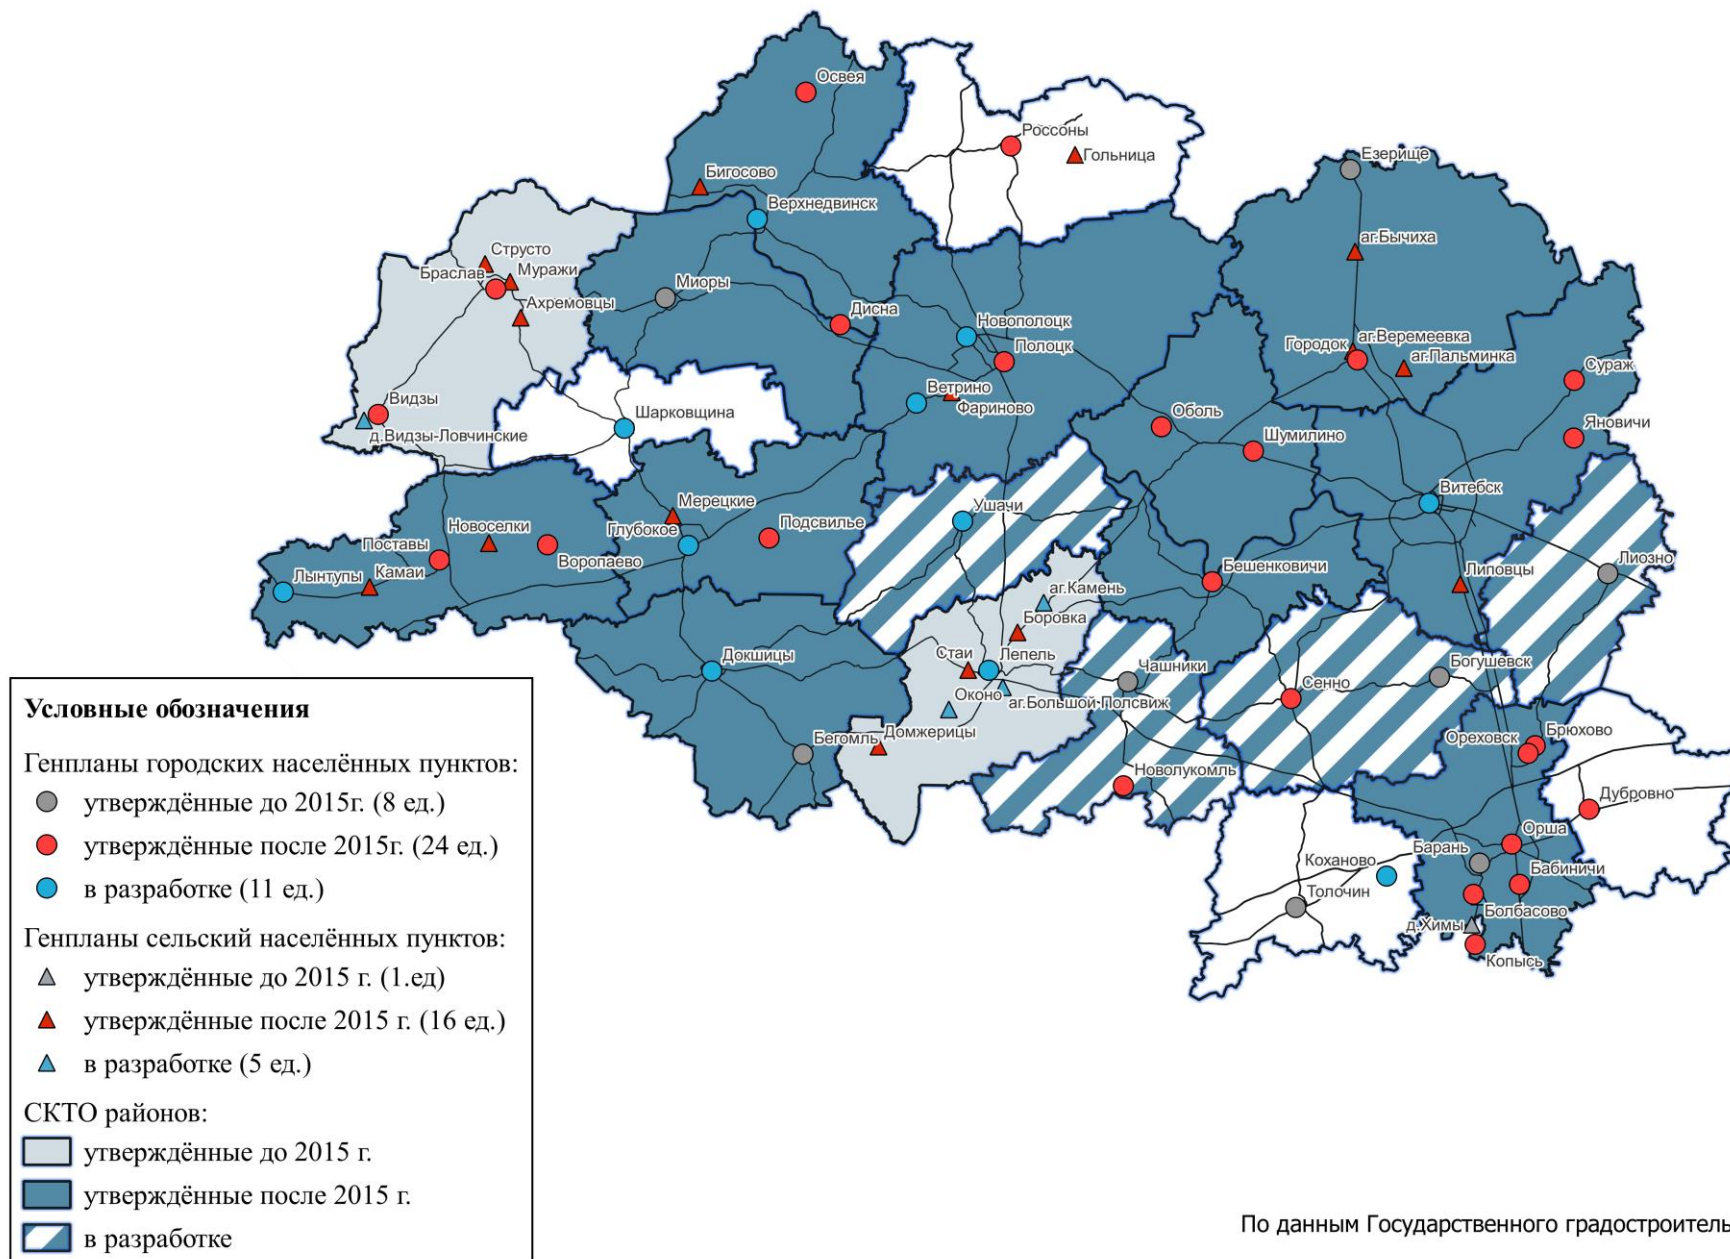 Освея
Россоны
Гольница
Езерище
Бигосово
Верхнедвинск
аг.Бычиха
Струсто
Браслав
Муражи
Ахремовцы
Миоры
Дисна
Новополоцк
Полоцк
Городок
аг.Веремеевка
аг.Пальминка
Сураж
Ветрино
Фариново
Видзы
д.Видзы-Ловчинские
Шарковщина
Оболь
Шумилино
Яновичи
Мерецкие
Глубокое
Подсвилье
Ушачи
Витебск
Новоселки
Поставы
Воропаево
Лынтупы
Камаи
Бешенковичи
Липовцы
Лиозно
аг.Камень
Боровка
Докшицы
Стаи
Лепель
Чашники
Сенно
Богушевск
Оконо
аг.Большой-Полсвиж
Бегомль
Домжерицы
Новолукомль
Ореховск
Брюхово
Дубровно
Орша
Барань
Коханово
Бабиничи
Толочин
Болбасово
д.Химы
Копысь
Условные обозначения
Генпланы городских населённых пунктов:
утверждённые до 2015г. (8 ед.)
утверждённые после 2015г. (24 ед.)
в разработке (11 ед.)
Генпланы сельский населённых пунктов:
утверждённые до 2015 г. (1.ед)
утверждённые после 2015 г. (16 ед.)
в разработке (5 ед.)
СКТО районов:
утверждённые до 2015 г.
утверждённые после 2015 г.
в разработке
По данным Государственного градостроитель